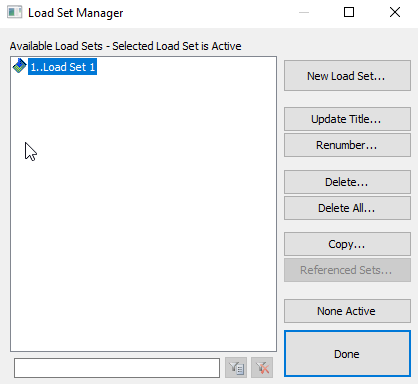 Load Set Manager
Available Load Sets - Selected Load Set is Active
1..Load Set 1
New Load Set...
Update Title...
Renumber...
Delete...
Delete All...
Copy...
Referenced Sets...
None Active
Done